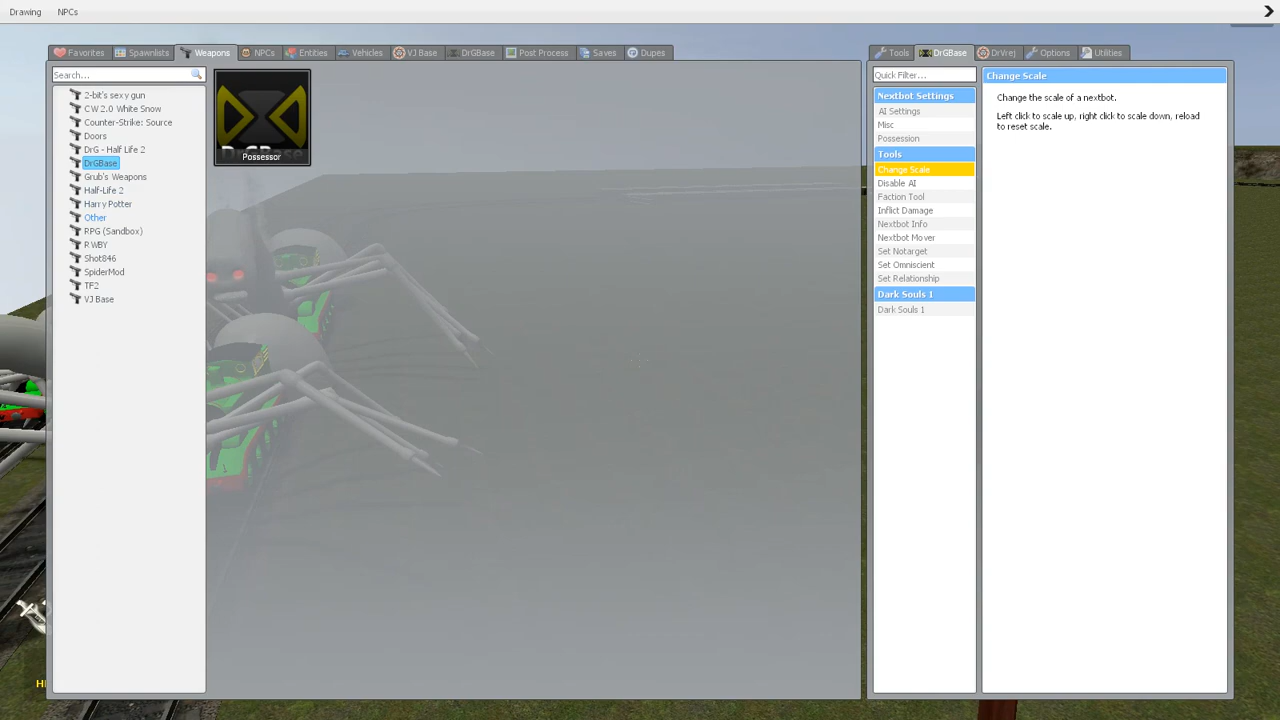 Drawing NPCs
Favorites Spawnlists Weapons NPCs Entities Vehicles VJ Base DrGBase Post Process Saves Dupes
Search...
2-bit's sexy gun
CW 2.0 White Snow
Counter-Strike: Source
Doors
DrG - Half Life 2
DrGBase
Grub's Weapons
Half-Life 2
Harry Potter
Other
RPG (Sandbox)
RWBY
Shot846
SpiderMod
TF2
VJ Base
DrGBase
Possessor
Tools DrGBase DrVrej Options Utilities
Quick Filter...
Nextbot Settings
AI Settings
Misc
Possession
Tools
Change Scale
Disable AI
Faction Tool
Inflict Damage
Nextbot Info
Nextbot Mover
Set Notarget
Set Omniscient
Set Relationship
Dark Souls 1
Dark Souls 1
Change Scale
Change the scale of a nextbot.
Left click to scale up, right click to scale down, reload
to reset scale.